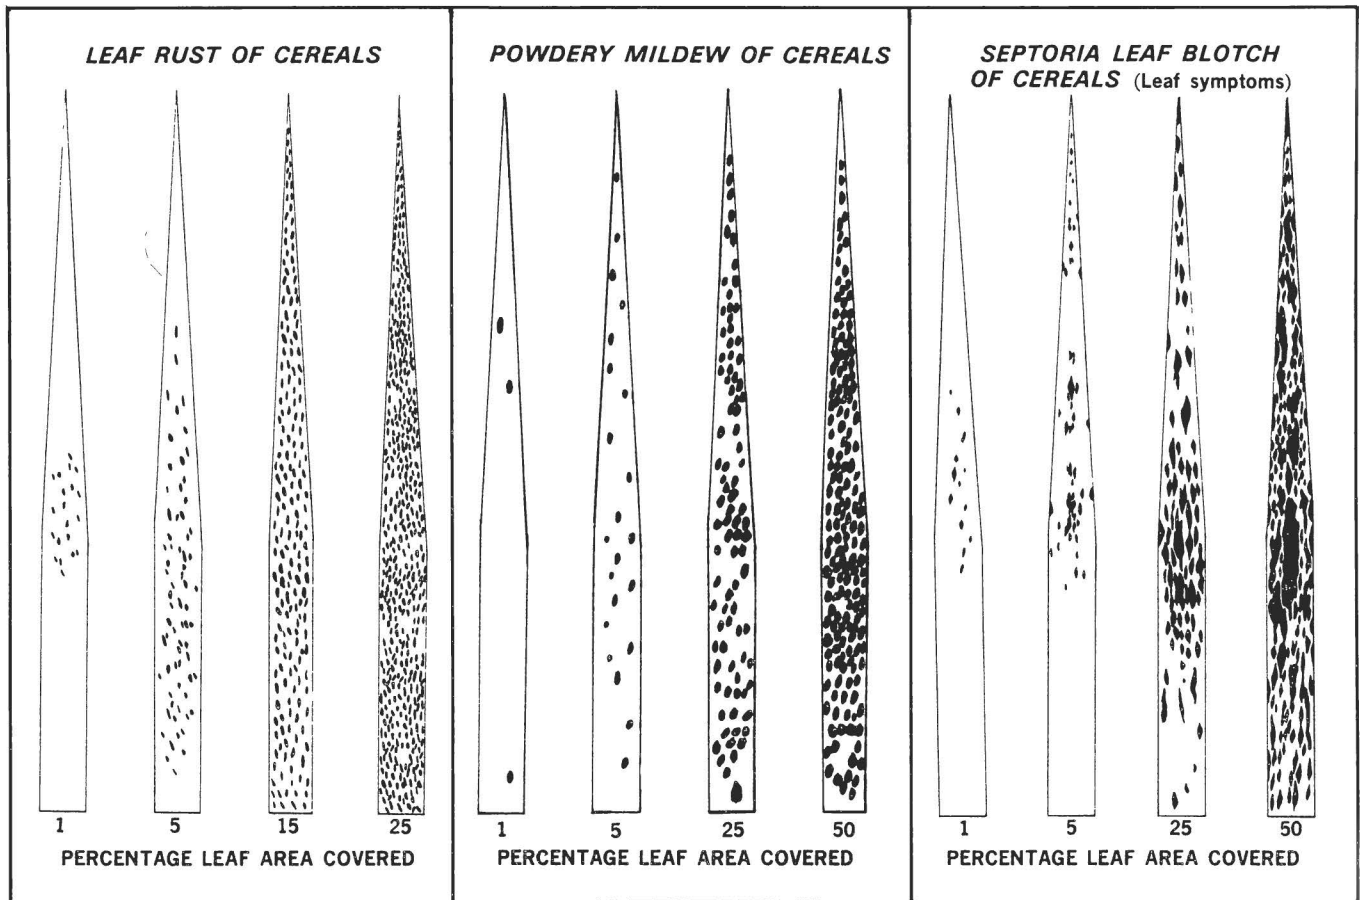 LEAF RUST OF CEREALS
1 5 15 25
PERCENTAGE LEAF AREA COVERED
POWDERY MILDEW OF CEREALS
1 5 25 50
PERCENTAGE LEAF AREA COVERED
SEPTORIA LEAF BLOTCH
OF CEREALS (Leaf symptoms)
1 5 25 50
PERCENTAGE LEAF AREA COVERED